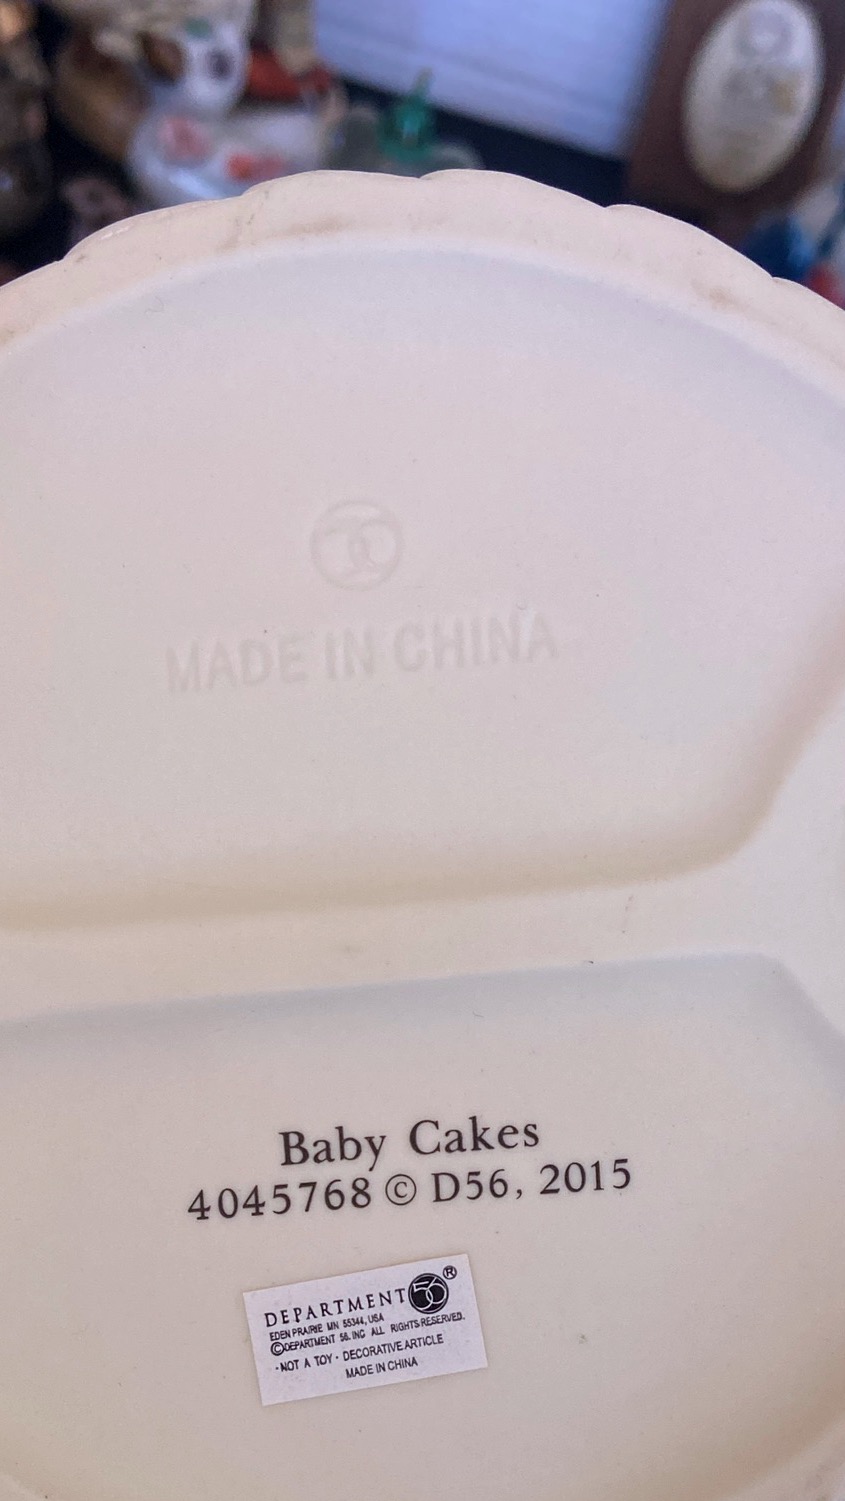 MADE IN CHINA
Baby Cakes
4045768 © D56, 2015
DEPARTMENT 56®
EDEN PRAIRIE MN 55344, USA
©DEPARTMENT 56. INC ALL RIGHTS RESERVED.
·NOT A TOY · DECORATIVE ARTICLE
MADE IN CHINA